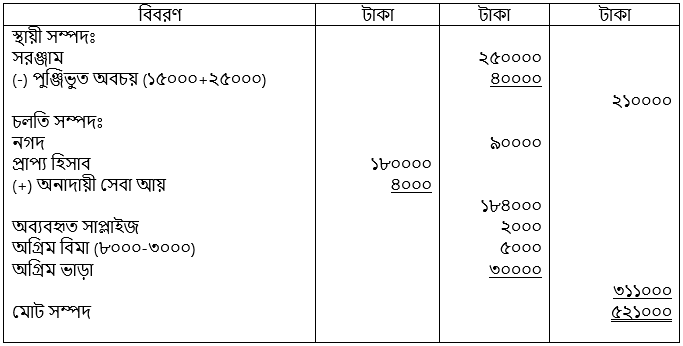 বিবরণ টাকা টাকা টাকা
স্থায়ী সম্পদঃ
সরঞ্জাম ২৫০০০০
(-) পুঞ্জিভুত অবচয় (১৫০০০+২৫০০০) ৪০০০০
২১০০০০
চলতি সম্পদঃ
নগদ ৯০০০০
প্রাপ্য হিসাব ১৮০০০০
(+) অনাদায়ী সেবা আয় ৪০০০
১৮৪০০০
অব্যবহৃত সাপ্লাইজ ২০০০
অগ্রিম বিমা (৮০০০-৩০০০) ৫০০০
অগ্রিম ভাড়া ৩০০০০
৩১১০০০
মোট সম্পদ ৫২১০০০